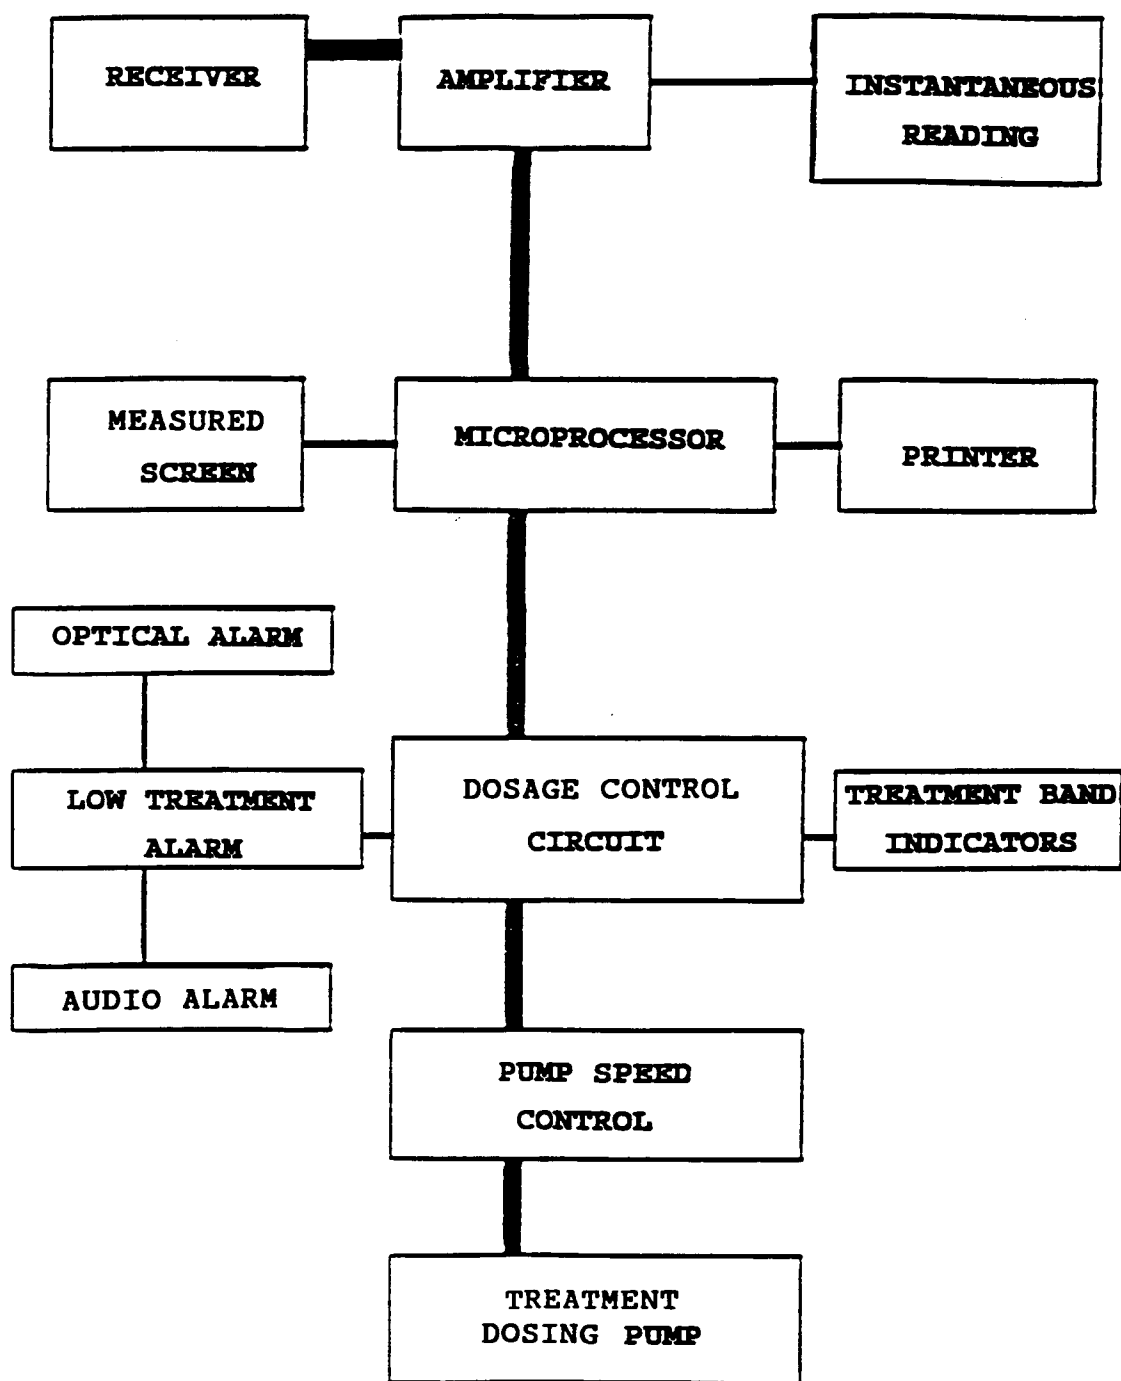 RECEIVER
AMPLIFIER
INSTANTANEOUS
READING
MEASURED
SCREEN
MICROPROCESSOR
PRINTER
OPTICAL ALARM
LOW TREATMENT
ALARM
DOSAGE CONTROL
CIRCUIT
TREATMENT BAND
INDICATORS
AUDIO ALARM
PUMP SPEED
CONTROL
TREATMENT
DOSING PUMP